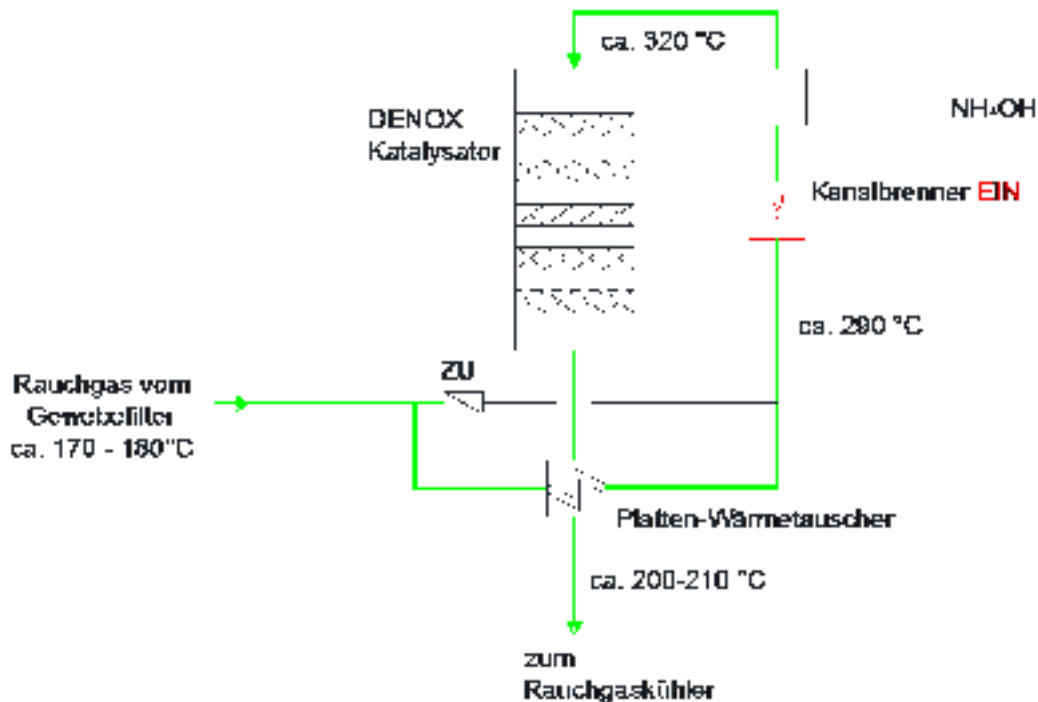 ca. 320 °C
DENOX
Katalysator
NH₄OH
Kanalbrenner EIN
ca. 290 °C
ZU
Rauchgas vom
Gewebefilter
ca. 170 - 180°C
Platten-Wärmetauscher
ca. 200-210 °C
zum
Rauchgaskühler